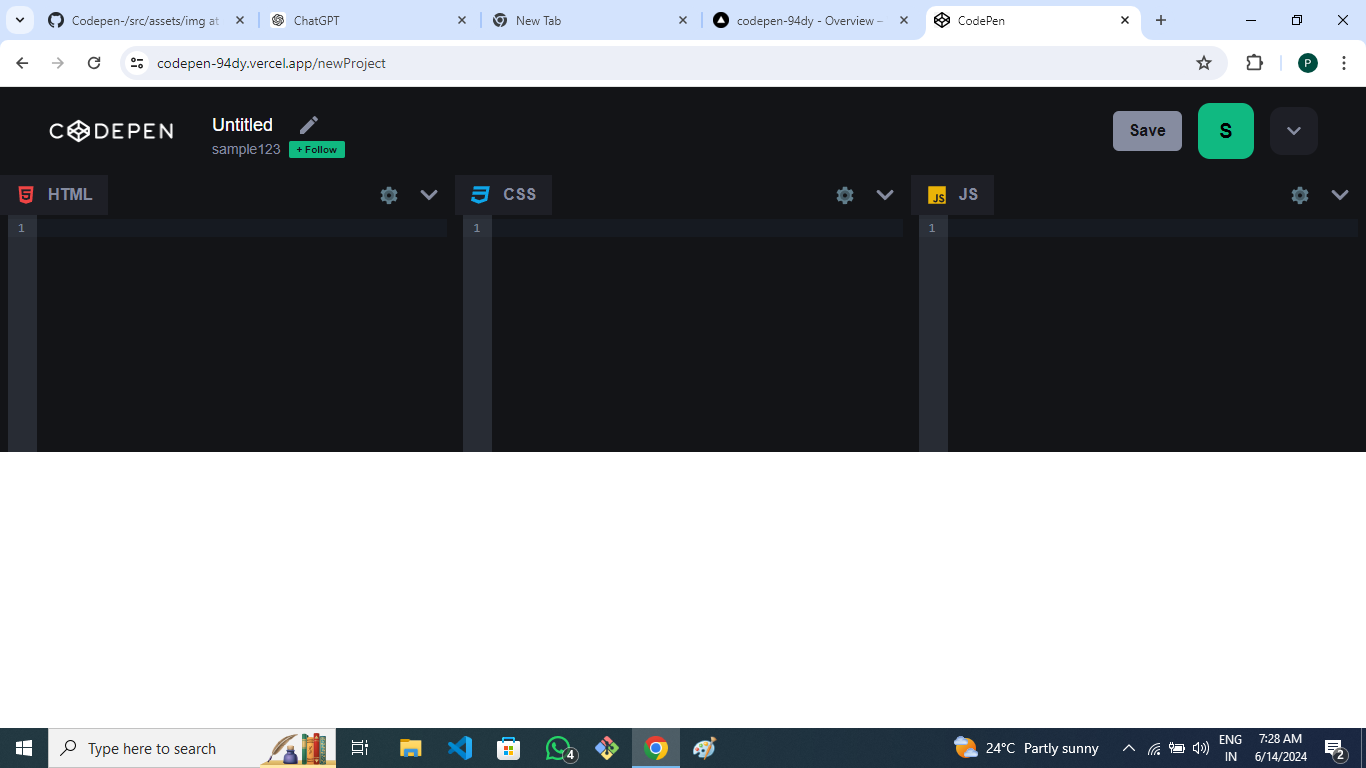 Codepen-/src/assets/img at
ChatGPT
New Tab
codepen-94dy - Overview –
CodePen
codepen-94dy.vercel.app/newProject
P
CODEPEN
Untitled
sample123
+ Follow
Save
S
HTML
CSS
JS
JS
1
1
1
Type here to search
4
24°C Partly sunny
ENG
IN
7:28 AM
6/14/2024
2